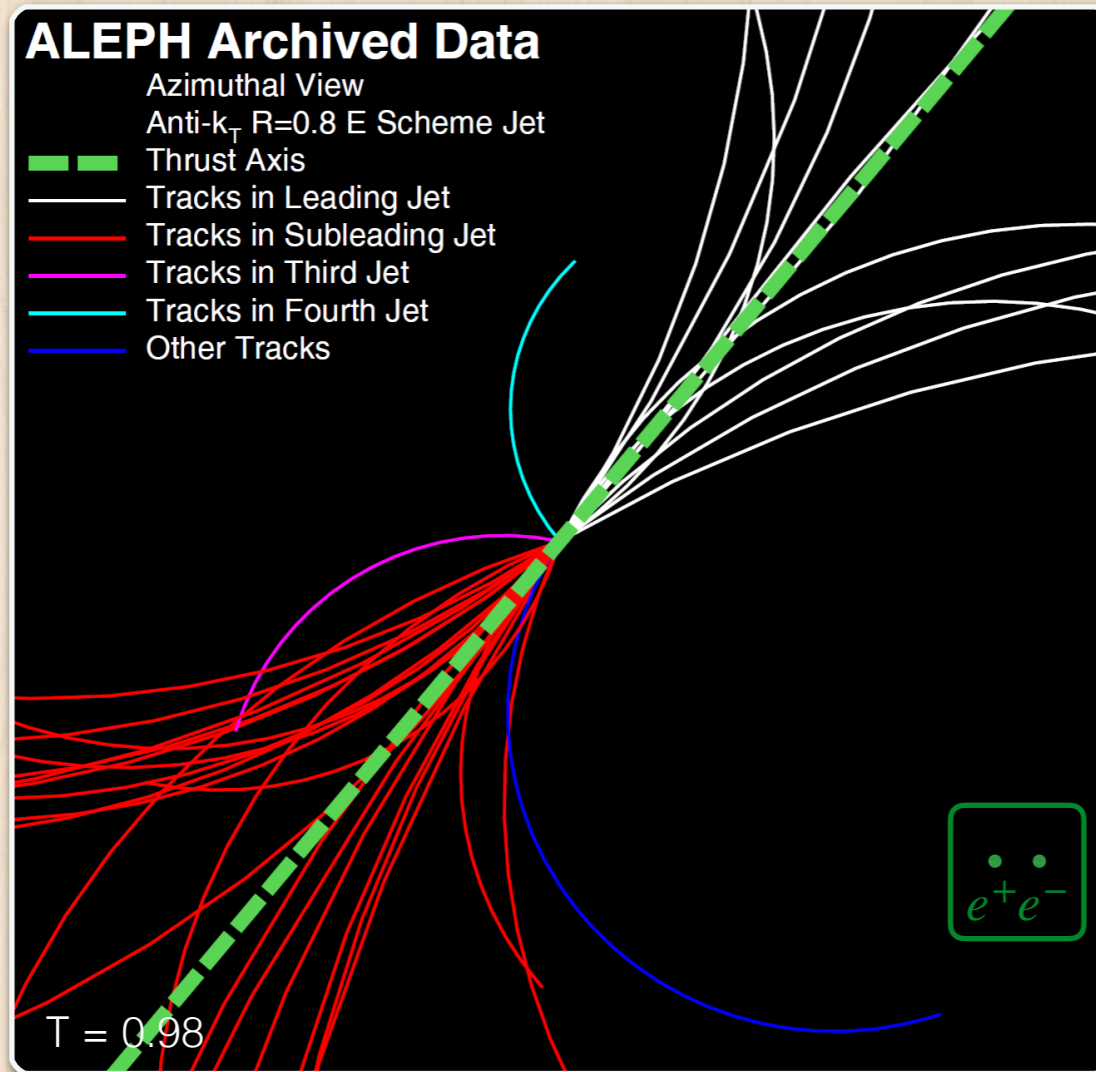 ALEPH Archived Data
Azimuthal View
Anti-kT R=0.8 E Scheme Jet
Thrust Axis
Tracks in Leading Jet
Tracks in Subleading Jet
Tracks in Third Jet
Tracks in Fourth Jet
Other Tracks
e⁺e⁻
T = 0.98